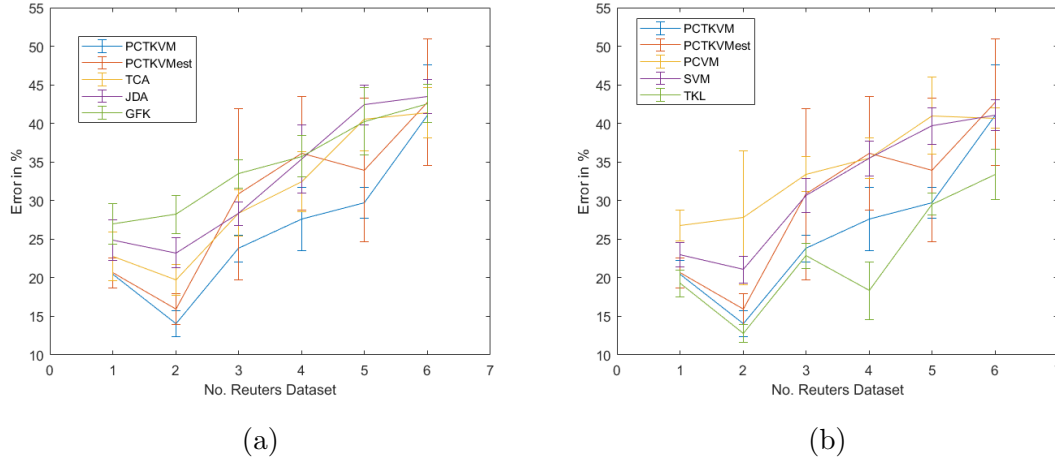 55
50
45
40
35
30
25
20
15
10
Error in %
PCTKVM
PCTKVMest
TCA
JDA
GFK
0 1 2 3 4 5 6 7
No. Reuters Dataset
(a)
55
50
45
40
35
30
25
20
15
10
Error in %
PCTKVM
PCTKVMest
PCVM
SVM
TKL
0 1 2 3 4 5 6
No. Reuters Dataset
(b)